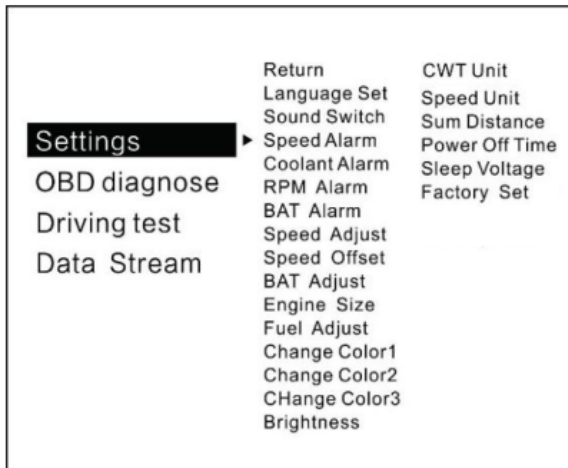 Settings
OBD diagnose
Driving test
Data Stream
Return
Language Set
Sound Switch
Speed Alarm
Coolant Alarm
RPM Alarm
BAT Alarm
Speed Adjust
Speed Offset
BAT Adjust
Engine Size
Fuel Adjust
Change Color1
Change Color2
CHange Color3
Brightness
CWT Unit
Speed Unit
Sum Distance
Power Off Time
Sleep Voltage
Factory Set